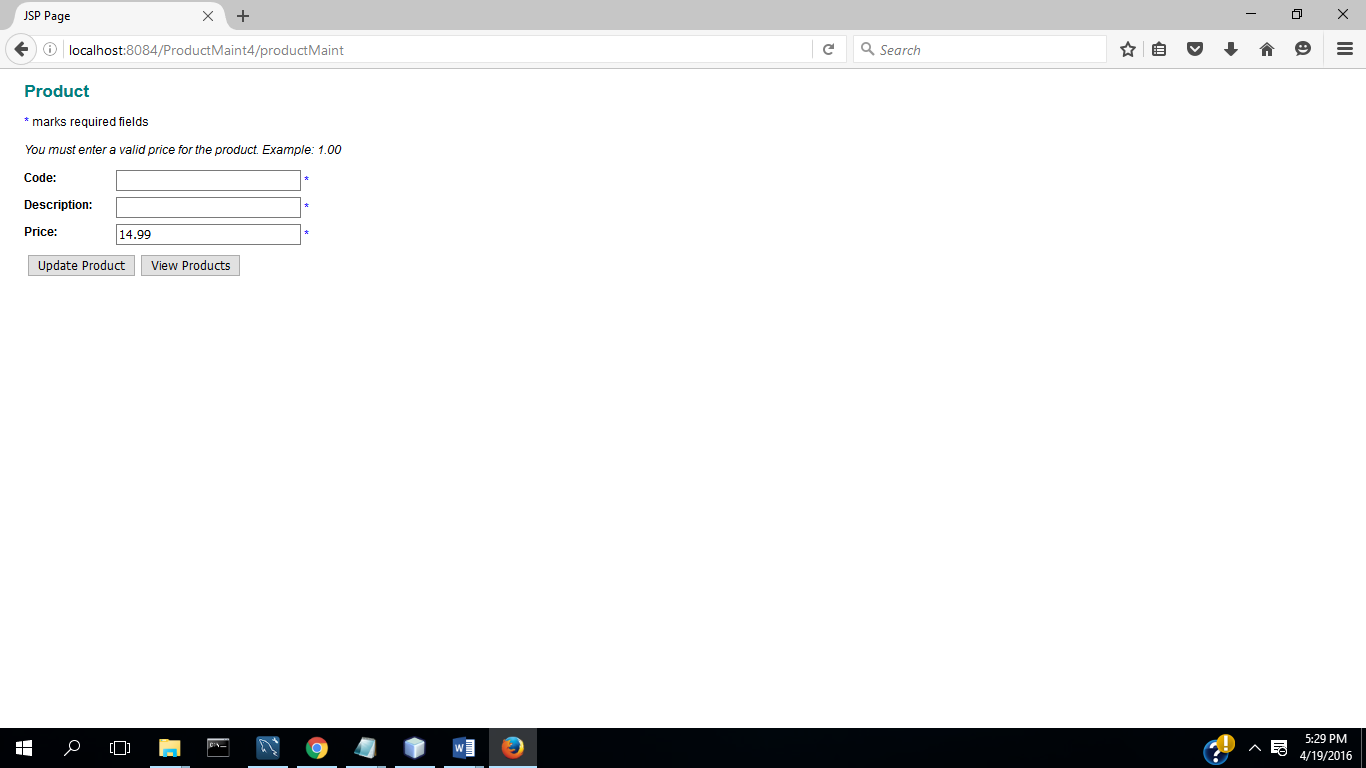 JSP Page
localhost:8084/ProductMaint4/productMaint
Search
Product
* marks required fields
You must enter a valid price for the product. Example: 1.00
Code: *
Description: *
Price: 14.99 *
Update Product View Products
5:29 PM
4/19/2016